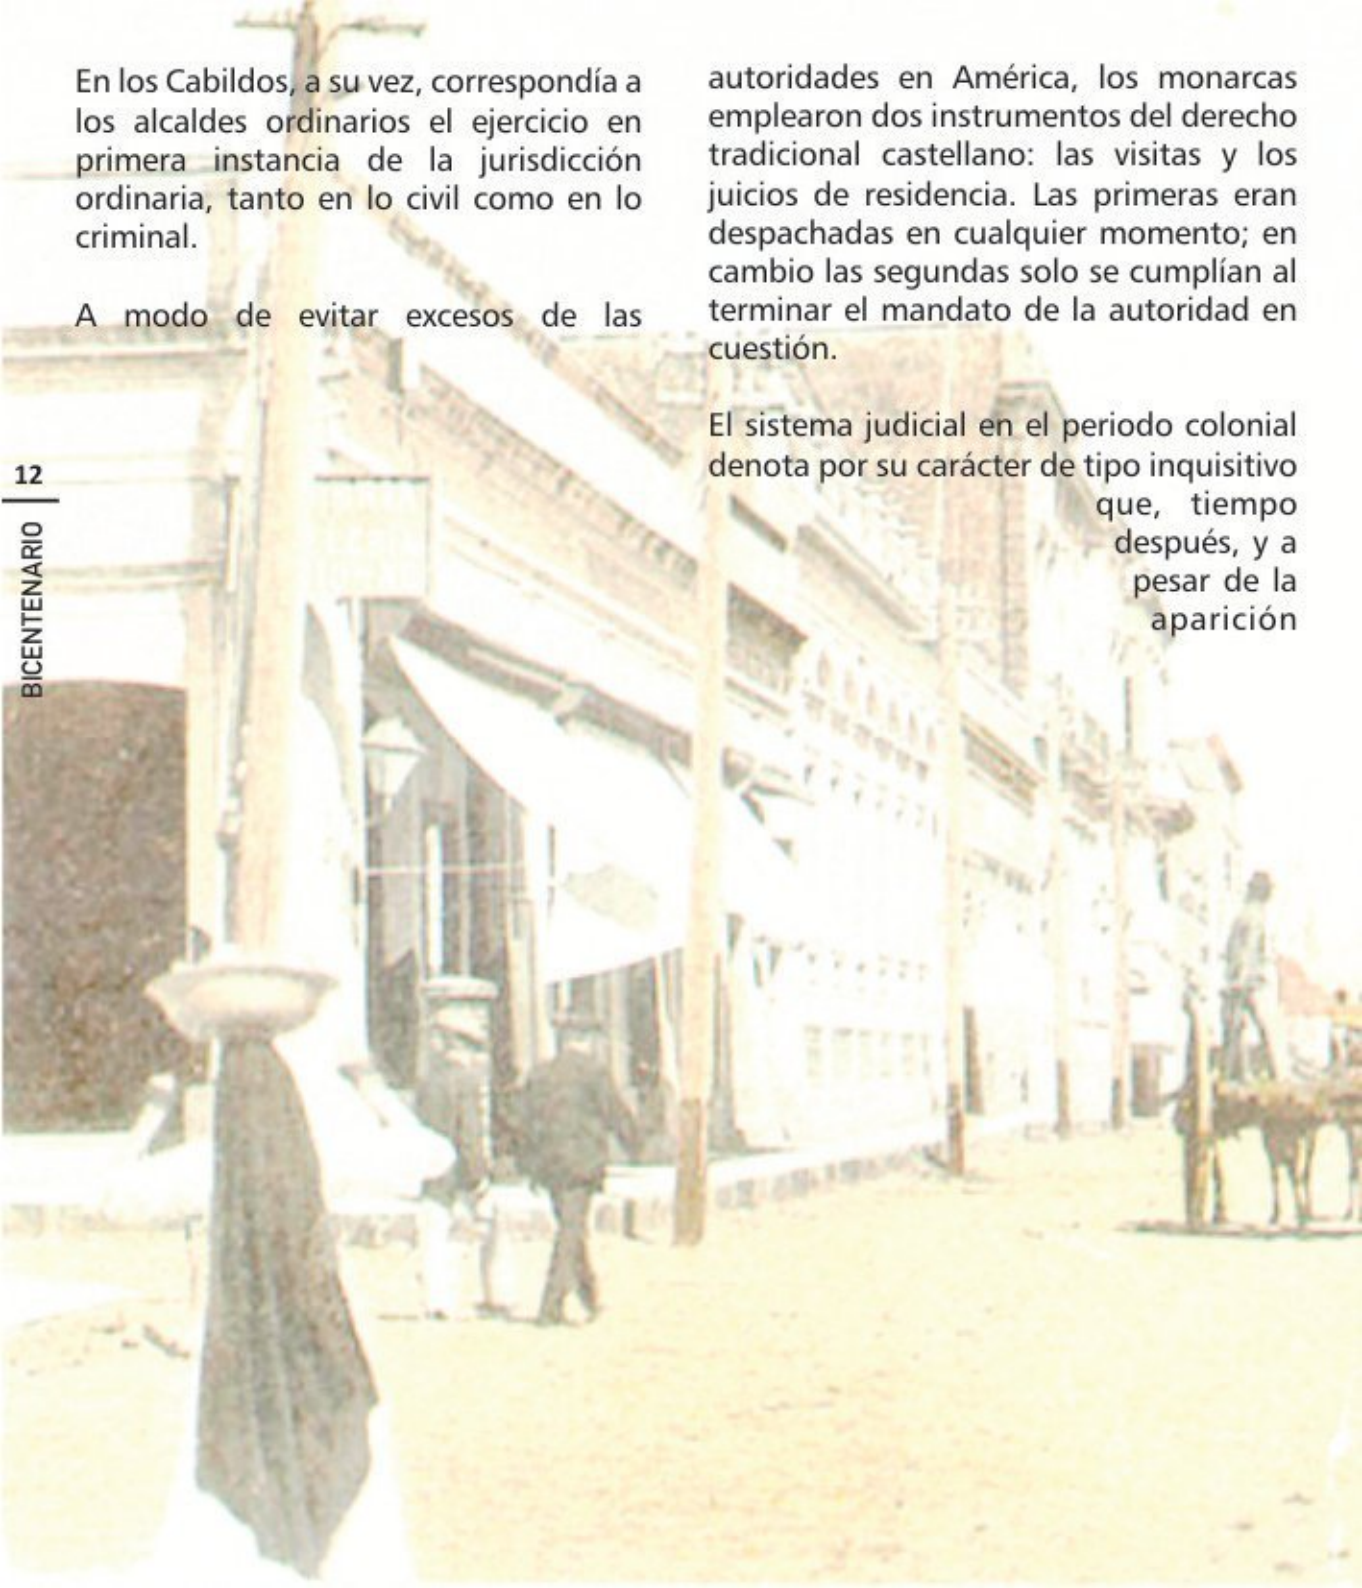 En los Cabildos, a su vez, correspondía a
los alcaldes ordinarios el ejercicio en
primera instancia de la jurisdicción
ordinaria, tanto en lo civil como en lo
criminal.
A modo de evitar excesos de las
autoridades en América, los monarcas
emplearon dos instrumentos del derecho
tradicional castellano: las visitas y los
juicios de residencia. Las primeras eran
despachadas en cualquier momento; en
cambio las segundas solo se cumplían al
terminar el mandato de la autoridad en
cuestión.
El sistema judicial en el periodo colonial
denota por su carácter de tipo inquisitivo
que, tiempo
después, y a
pesar de la
aparición
12
BICENTENARIO